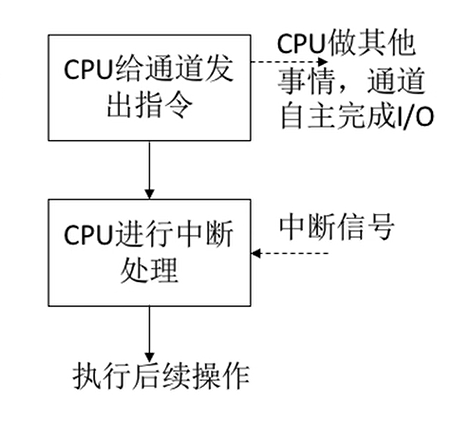 CPU给通道发
出指令
CPU做其他
事情，通道
自主完成I/O
CPU进行中断
处理
中断信号
执行后续操作